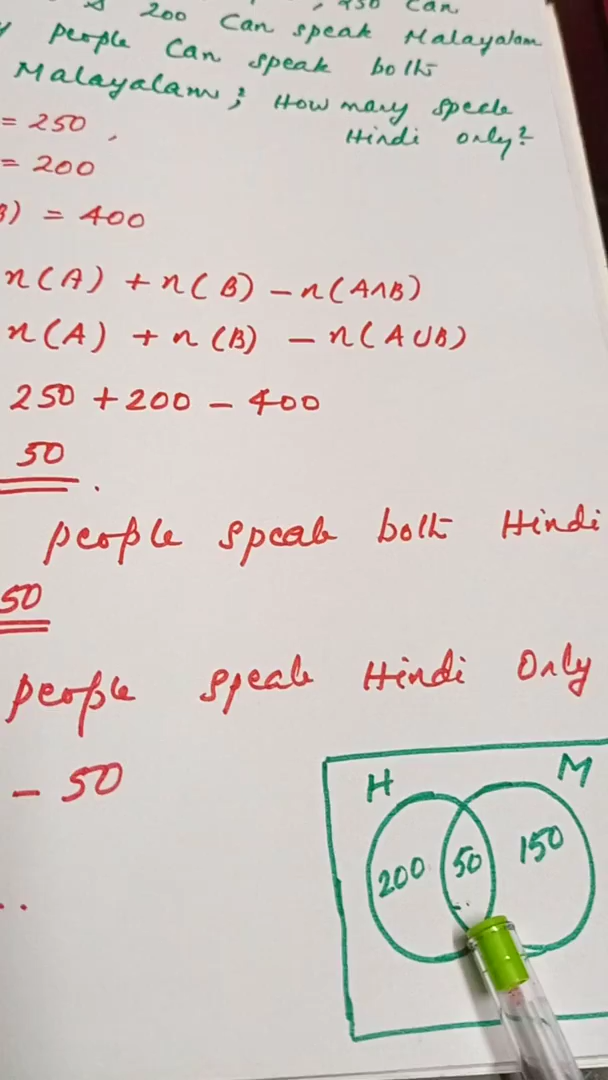 200 Can speak Malayalam
people Can speak both
Malayalam; How many speak
Hindi only?
= 250 ,
= 200
B) = 400
n(A) + n(B) - n(A∩B)
n(A) + n(B) - n(A∪B)
250 + 200 - 400
50 .
people speak both Hindi
50
people speak Hindi Only
- 50
H M
200 50 150